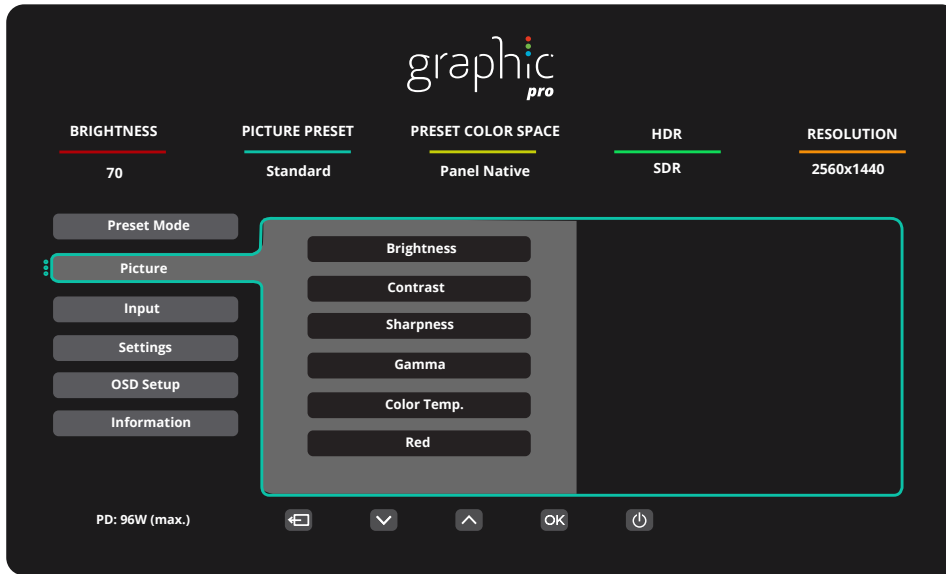 graphic
pro
BRIGHTNESS PICTURE PRESET PRESET COLOR SPACE HDR RESOLUTION
70 Standard Panel Native SDR 2560x1440
Preset Mode
Picture
Input
Settings
OSD Setup
Information
Brightness
Contrast
Sharpness
Gamma
Color Temp.
Red
PD: 96W (max.) OK